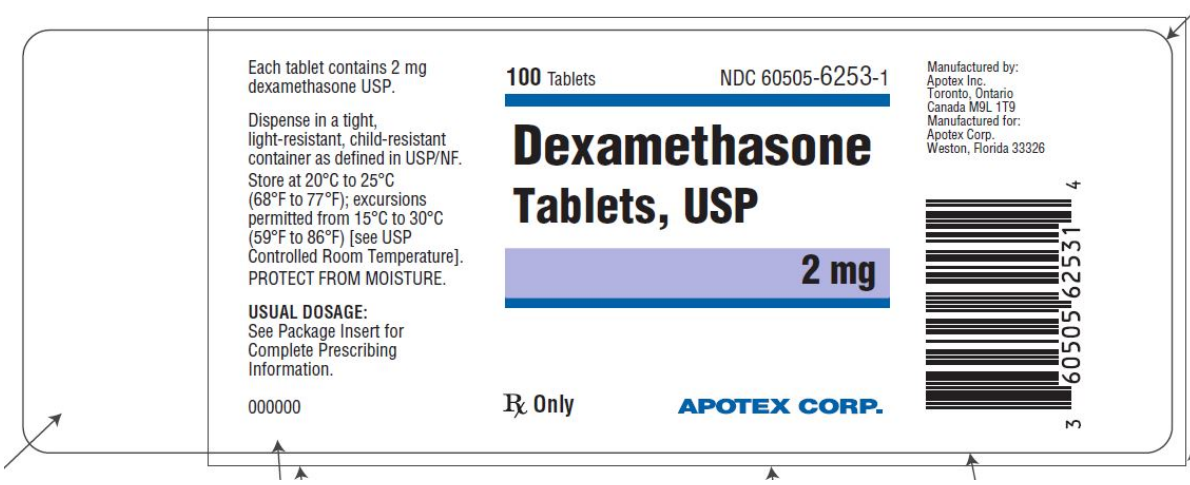 Each tablet contains 2 mg
dexamethasone USP.
Dispense in a tight,
light-resistant, child-resistant
container as defined in USP/NF.
Store at 20°C to 25°C
(68°F to 77°F); excursions
permitted from 15°C to 30°C
(59°F to 86°F) [see USP
Controlled Room Temperature].
PROTECT FROM MOISTURE.
USUAL DOSAGE:
See Package Insert for
Complete Prescribing
Information.
000000
100 Tablets NDC 60505-6253-1
Dexamethasone
Tablets, USP
2 mg
℞ Only APOTEX CORP.
Manufactured by:
Apotex Inc.
Toronto, Ontario
Canada M9L 1T9
Manufactured for:
Apotex Corp.
Weston, Florida 33326
3 60505 62531 4